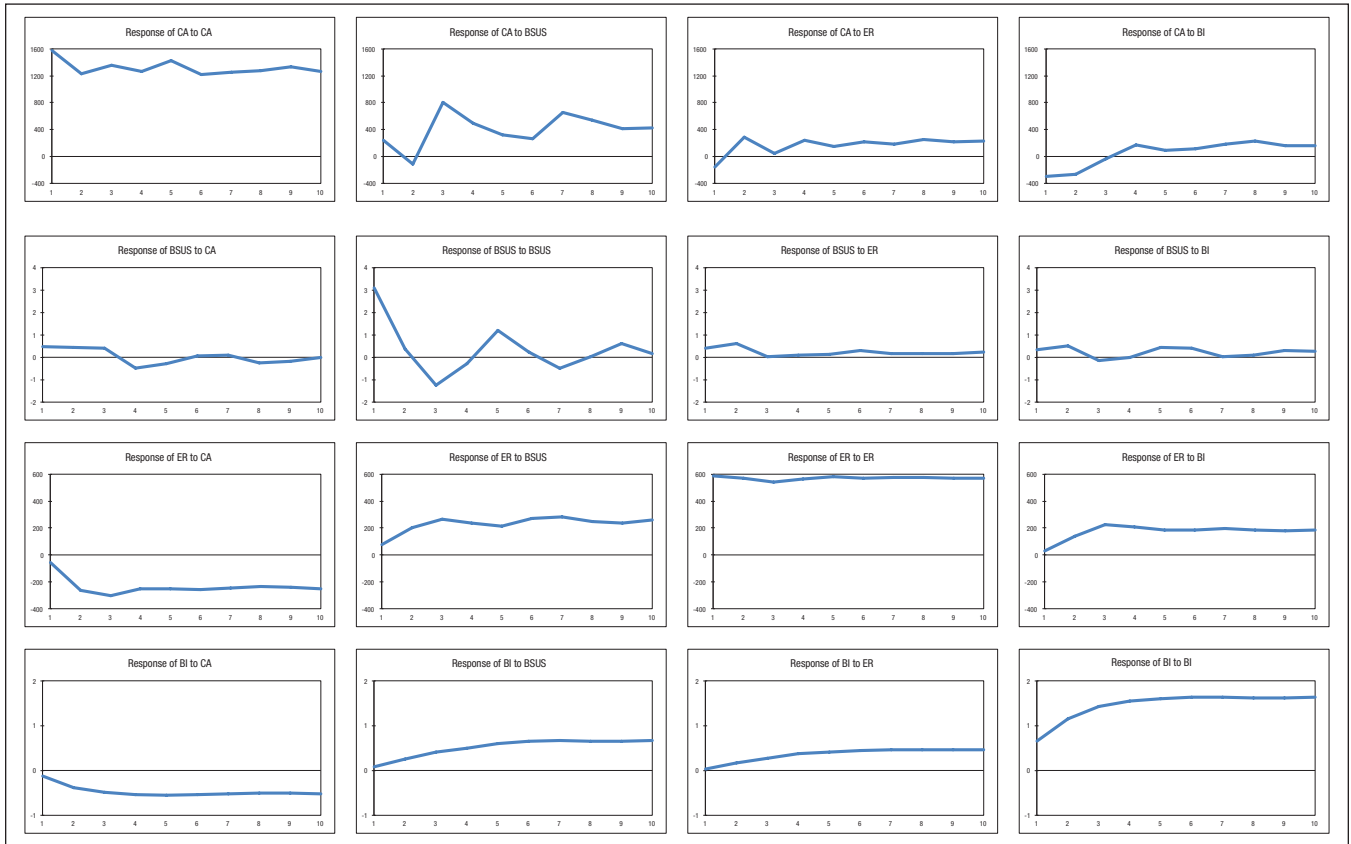 Response of CA to CA
1600
1200
800
400
0
-400
1 2 3 4 5 6 7 8 9 10
Response of CA to BSUS
1600
1200
800
400
0
-400
1 2 3 4 5 6 7 8 9 10
Response of CA to ER
1600
1200
800
400
0
-400
1 2 3 4 5 6 7 8 9 10
Response of CA to BI
1600
1200
800
400
0
-400
1 2 3 4 5 6 7 8 9 10
Response of BSUS to CA
4
3
2
1
0
-1
-2
1 2 3 4 5 6 7 8 9 10
Response of BSUS to BSUS
4
3
2
1
0
-1
-2
1 2 3 4 5 6 7 8 9 10
Response of BSUS to ER
4
3
2
1
0
-1
-2
1 2 3 4 5 6 7 8 9 10
Response of BSUS to BI
4
3
2
1
0
-1
-2
1 2 3 4 5 6 7 8 9 10
Response of ER to CA
600
400
200
0
-200
-400
1 2 3 4 5 6 7 8 9 10
Response of ER to BSUS
600
400
200
0
-200
-400
1 2 3 4 5 6 7 8 9 10
Response of ER to ER
600
400
200
0
-200
-400
1 2 3 4 5 6 7 8 9 10
Response of ER to BI
600
400
200
0
-200
-400
1 2 3 4 5 6 7 8 9 10
Response of BI to CA
2
1
0
-1
1 2 3 4 5 6 7 8 9 10
Response of BI to BSUS
2
1
0
-1
1 2 3 4 5 6 7 8 9 10
Response of BI to ER
2
1
0
-1
1 2 3 4 5 6 7 8 9 10
Response of BI to BI
2
1
0
-1
1 2 3 4 5 6 7 8 9 10